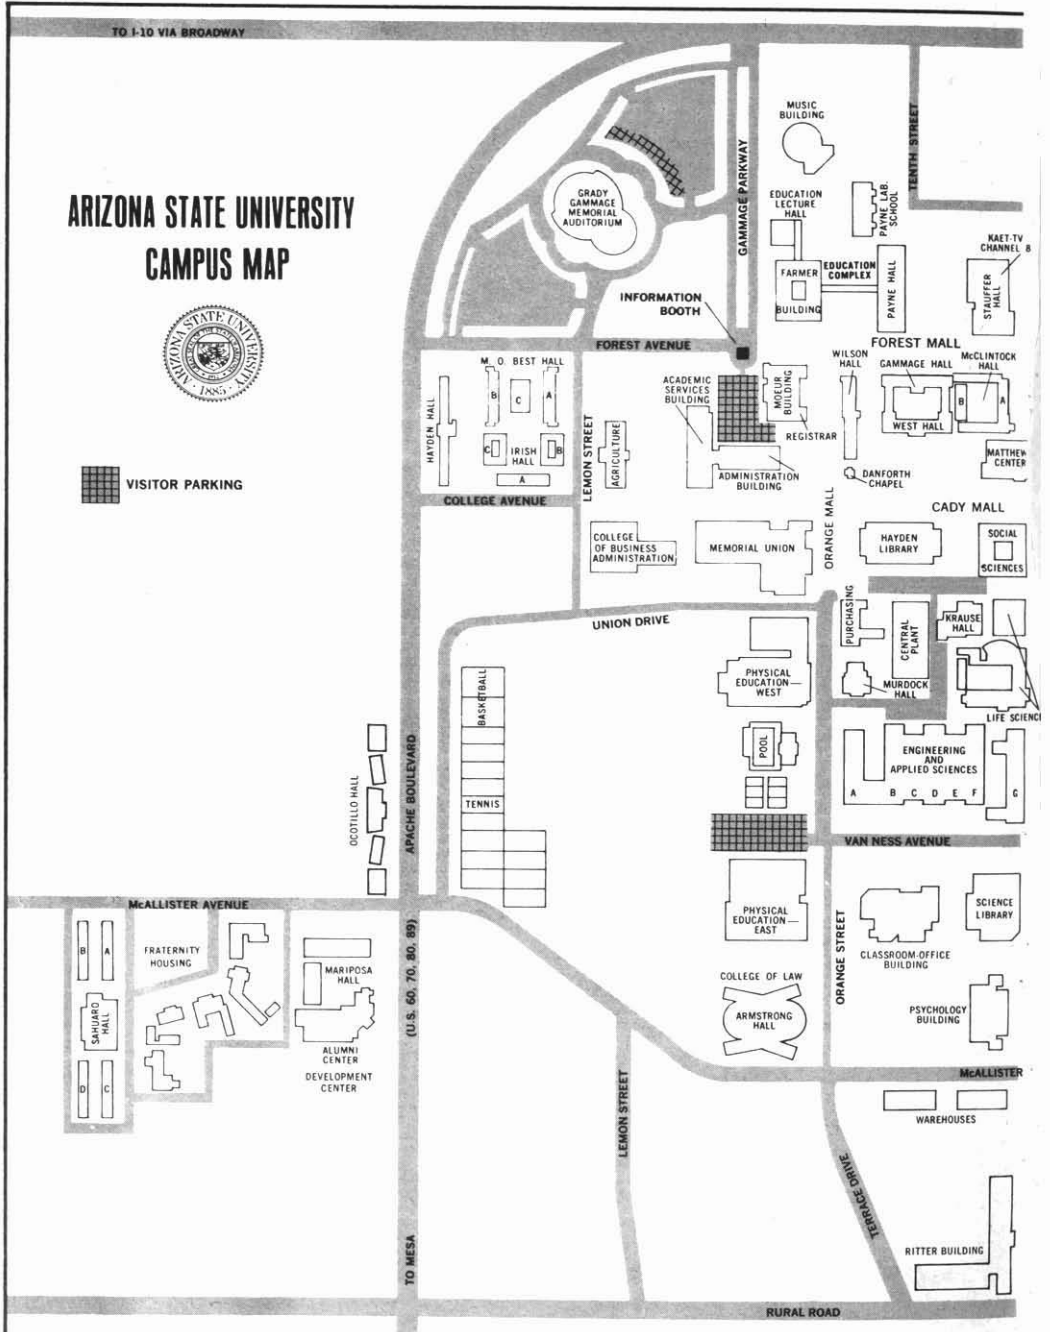 TO I-10 VIA BROADWAY
ARIZONA STATE UNIVERSITY
CAMPUS MAP
ARIZONA STATE UNIVERSITY
1885
VISITOR PARKING
GRADY
GAMMAGE
MEMORIAL
AUDITORIUM
GAMMAGE PARKWAY
MUSIC
BUILDING
TENTH STREET
EDUCATION
LECTURE
HALL
PAYNE LAB.
SCHOOL
KAET-TV
CHANNEL 8
STAUFFER
HALL
FARMER
BUILDING
EDUCATION
COMPLEX
PAYNE HALL
INFORMATION
BOOTH
FOREST AVENUE
FOREST MALL
M. O. BEST HALL
B
C
A
HAYDEN HALL
C
IRISH
HALL
B
A
COLLEGE AVENUE
LEMON STREET
AGRICULTURE
ACADEMIC
SERVICES
BUILDING
MOEUR
BUILDING
REGISTRAR
ADMINISTRATION
BUILDING
WILSON
HALL
GAMMAGE HALL
McCLINTOCK
HALL
B
A
WEST HALL
MATTHEW
CENTER
DANFORTH
CHAPEL
CADY MALL
ORANGE MALL
COLLEGE
OF BUSINESS
ADMINISTRATION
MEMORIAL UNION
HAYDEN
LIBRARY
SOCIAL
SCIENCES
UNION DRIVE
PURCHASING
CENTRAL
PLANT
KRAUSE
HALL
MURDOCK
HALL
LIFE SCIENC
PHYSICAL
EDUCATION—
WEST
BASKETBALL
POOL
ENGINEERING
AND
APPLIED SCIENCES
A
B
C
D
E
F
G
OCOTILLO HALL
APACHE BOULEVARD
TENNIS
VAN NESS AVENUE
McALLISTER AVENUE
(U.S. 60, 70, 80, 89)
PHYSICAL
EDUCATION—
EAST
ORANGE STREET
CLASSROOM-OFFICE
BUILDING
SCIENCE
LIBRARY
B
A
FRATERNITY
HOUSING
MARIPOSA
HALL
SAHUARO
HALL
D
C
ALUMNI
CENTER
DEVELOPMENT
CENTER
COLLEGE OF LAW
ARMSTRONG
HALL
PSYCHOLOGY
BUILDING
McALLISTER
WAREHOUSES
LEMON STREET
TERRACE DRIVE
RITTER BUILDING
TO MESA
RURAL ROAD